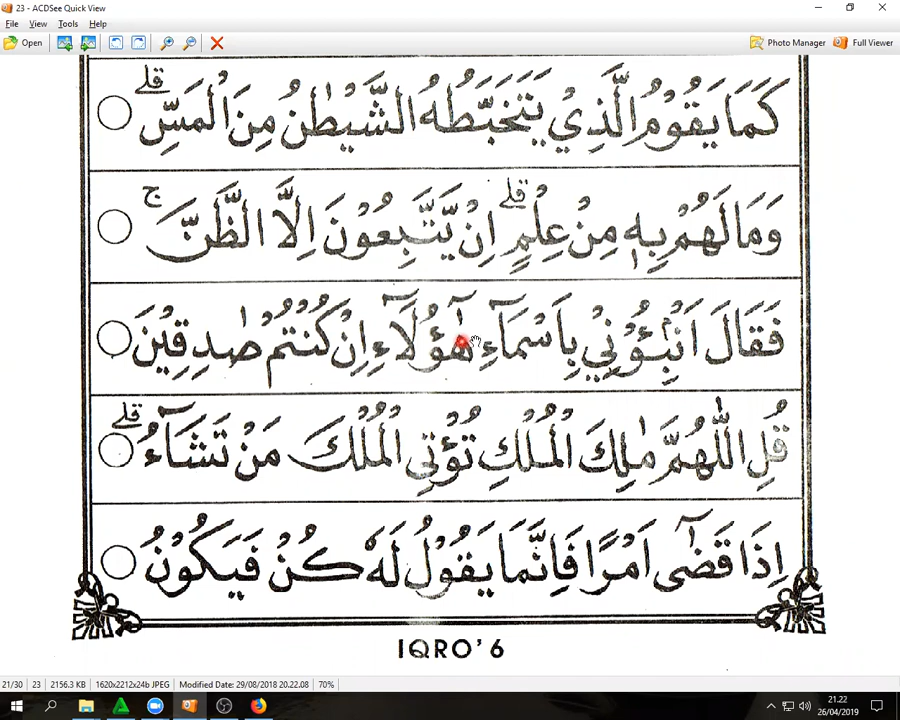 23 - ACDSee Quick View
File View Tools Help
Open Photo Manager Full Viewer
كَمَا يَقُوْمُ الَّذِيْ يَتَخَبَّطُهُ الشَّيْطٰنُ مِنَ الْمَسِّ ۗ
وَمَا لَهُمْ بِهٖ مِنْ عِلْمٍ ۗ اِنْ يَّتَّبِعُوْنَ اِلَّا الظَّنَّ ۚ
فَقَالَ اَنْۢبِـُٔوْنِيْ بِاَسْمَآءِ هٰٓؤُلَآءِ اِنْ كُنْتُمْ صٰدِقِيْنَ
قُلِ اللّٰهُمَّ مٰلِكَ الْمُلْكِ تُؤْتِى الْمُلْكَ مَنْ تَشَآءُ ۗ
اِذَا قَضٰٓى اَمْرًا فَاِنَّمَا يَقُوْلُ لَهٗ كُنْ فَيَكُوْنُ
IQRO'6
21/30 23 2156.3 KB 1620x2212x24b JPEG Modified Date: 29/08/2018 20.22.08 70%
21.22
26/04/2019